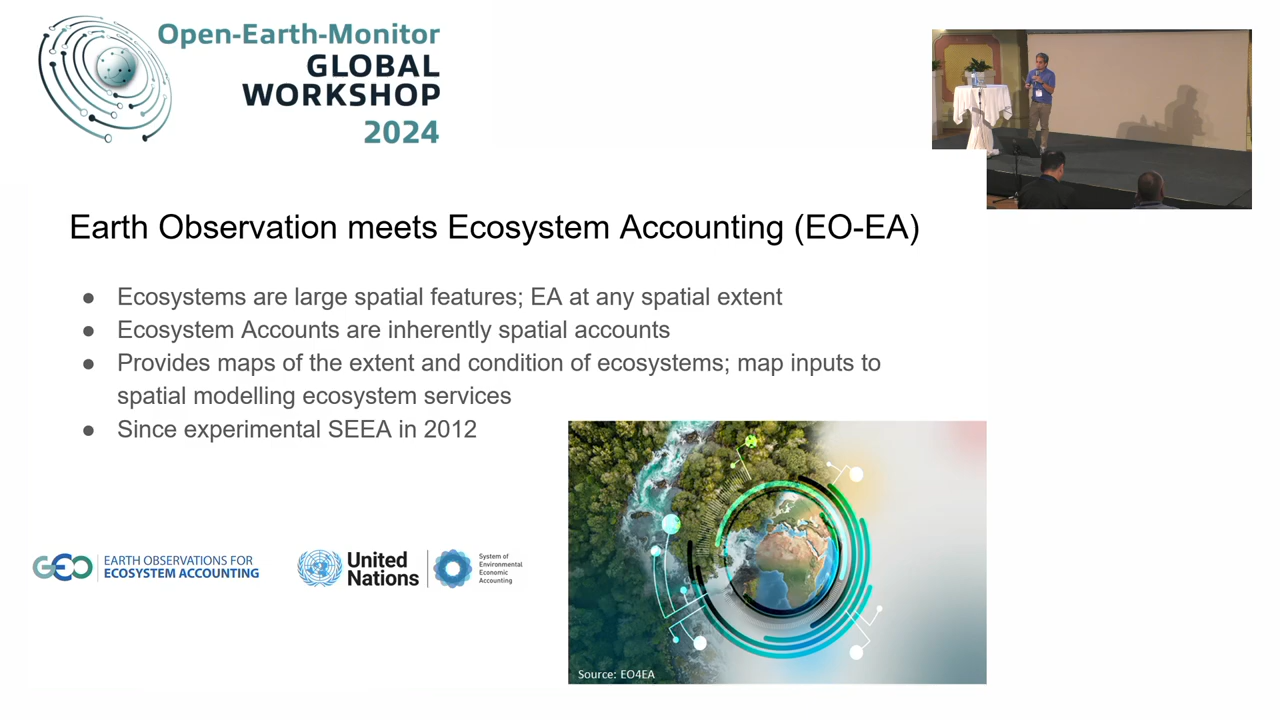 Open-Earth-Monitor
GLOBAL
WORKSHOP
2024
Earth Observation meets Ecosystem Accounting (EO-EA)
● Ecosystems are large spatial features; EA at any spatial extent
● Ecosystem Accounts are inherently spatial accounts
● Provides maps of the extent and condition of ecosystems; map inputs to
spatial modelling ecosystem services
● Since experimental SEEA in 2012
GEO
EARTH OBSERVATIONS FOR
ECOSYSTEM ACCOUNTING
United
Nations
System of
Environmental
Economic
Accounting
Source: EO4EA